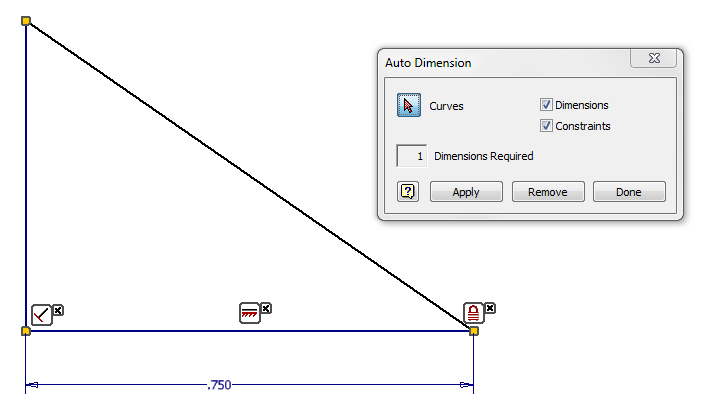 Auto Dimension
Curves
Dimensions
Constraints
1 Dimensions Required
?
Apply Remove Done
.750